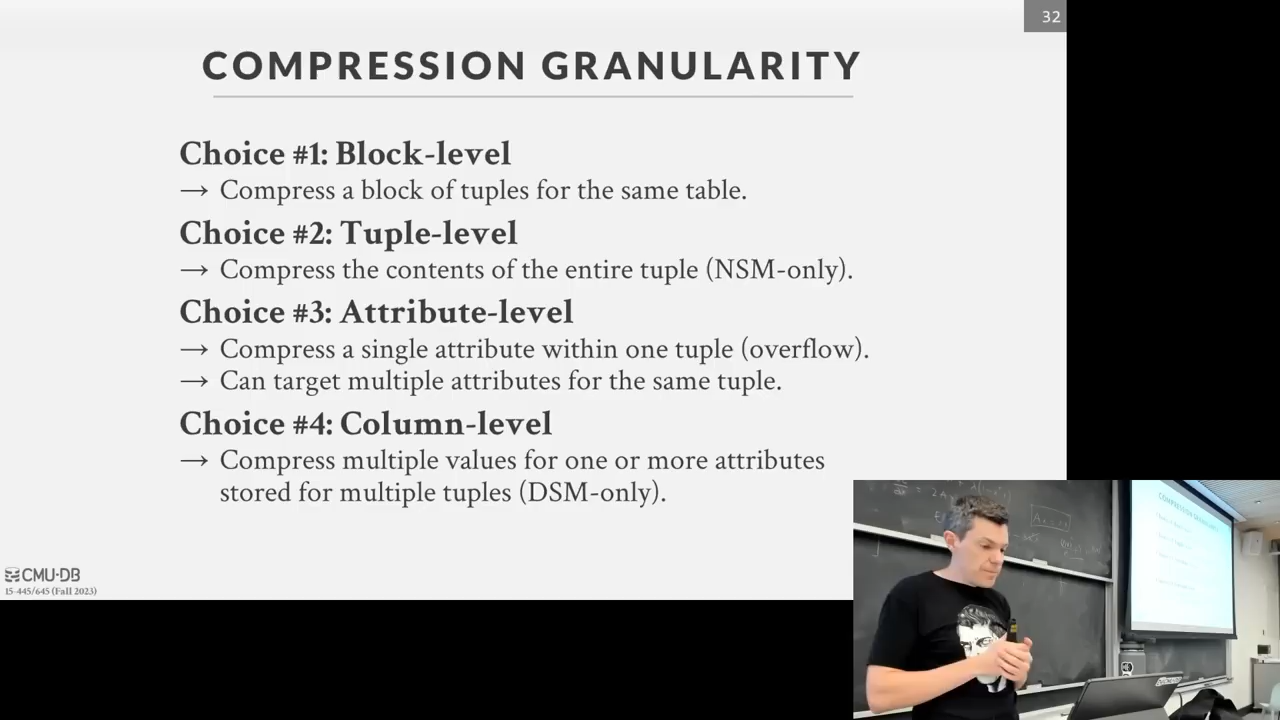 32
COMPRESSION GRANULARITY
Choice #1: Block-level
→ Compress a block of tuples for the same table.
Choice #2: Tuple-level
→ Compress the contents of the entire tuple (NSM-only).
Choice #3: Attribute-level
→ Compress a single attribute within one tuple (overflow).
→ Can target multiple attributes for the same tuple.
Choice #4: Column-level
→ Compress multiple values for one or more attributes
stored for multiple tuples (DSM-only).
CMU·DB
15-445/645 (Fall 2023)
COMPRESSION GRANULARITY